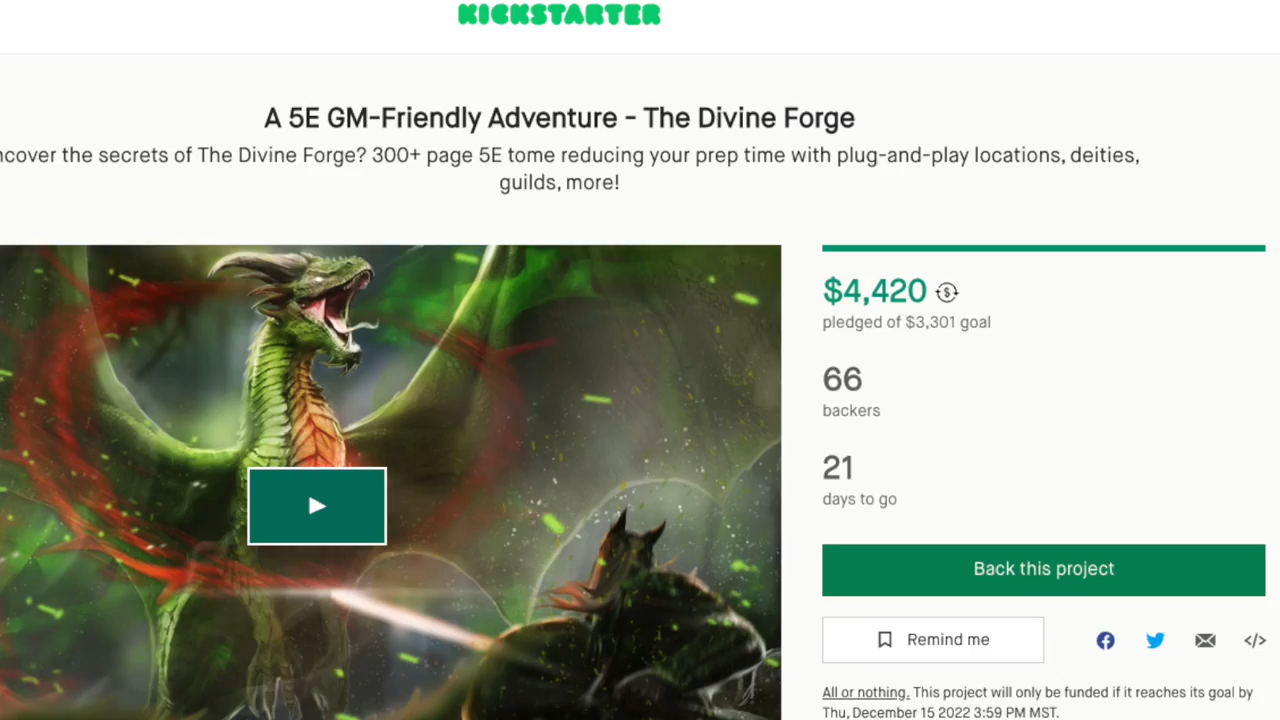 KICKSTARTER
A 5E GM-Friendly Adventure - The Divine Forge
the secrets of The Divine Forge? 300+ page 5E tome reducing your prep time with plug-and-play locations, deities,
guilds, more!
$4,420
pledged of $3,301 goal
66
backers
21
days to go
Back this project
Remind me
All or nothing. This project will only be funded if it reaches its goal by
Thu, December 15 2022 3:59 PM MST.